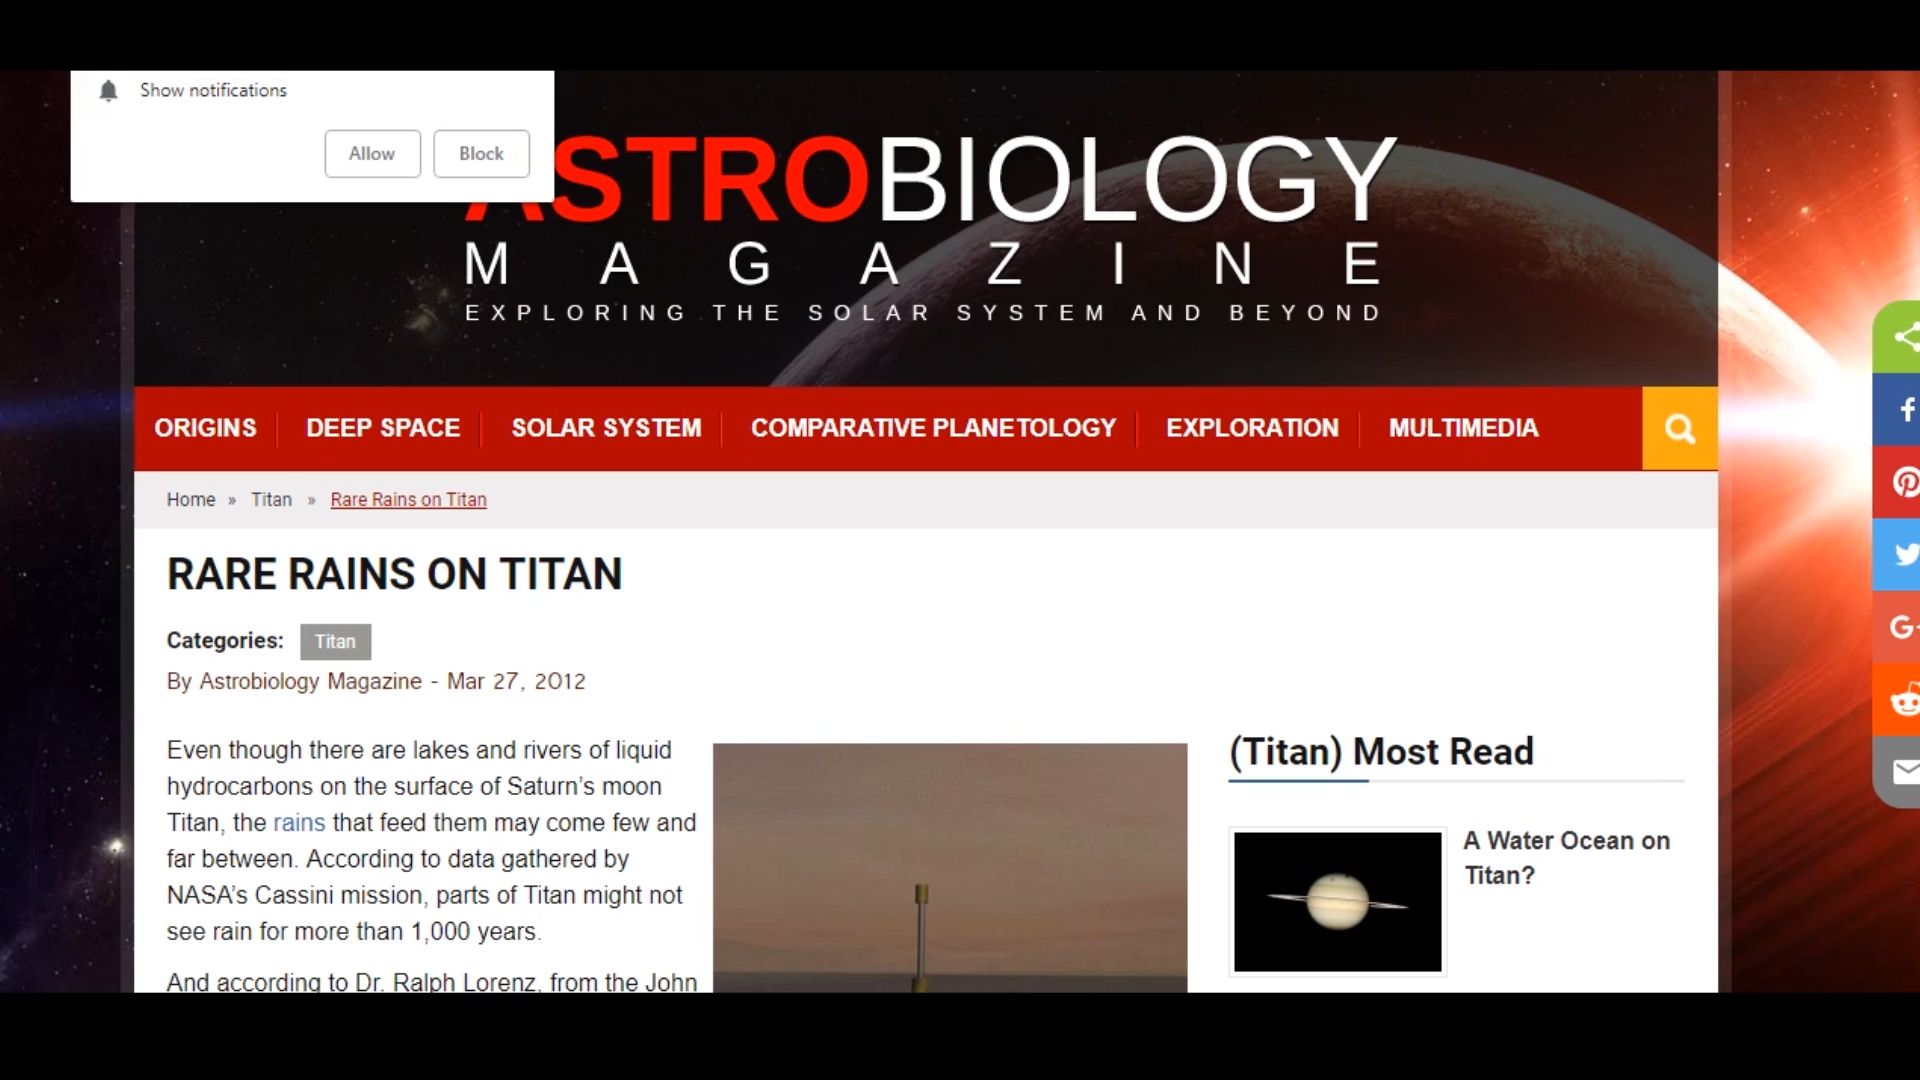 Show notifications
Allow Block
ASTROBIOLOGY
MAGAZINE
EXPLORING THE SOLAR SYSTEM AND BEYOND
ORIGINS DEEP SPACE SOLAR SYSTEM COMPARATIVE PLANETOLOGY EXPLORATION MULTIMEDIA
Home » Titan » Rare Rains on Titan
RARE RAINS ON TITAN
Categories: Titan
By Astrobiology Magazine - Mar 27, 2012
Even though there are lakes and rivers of liquid
hydrocarbons on the surface of Saturn’s moon
Titan, the rains that feed them may come few and
far between. According to data gathered by
NASA’s Cassini mission, parts of Titan might not
see rain for more than 1,000 years.
And according to Dr. Ralph Lorenz, from the John
(Titan) Most Read
A Water Ocean on
Titan?